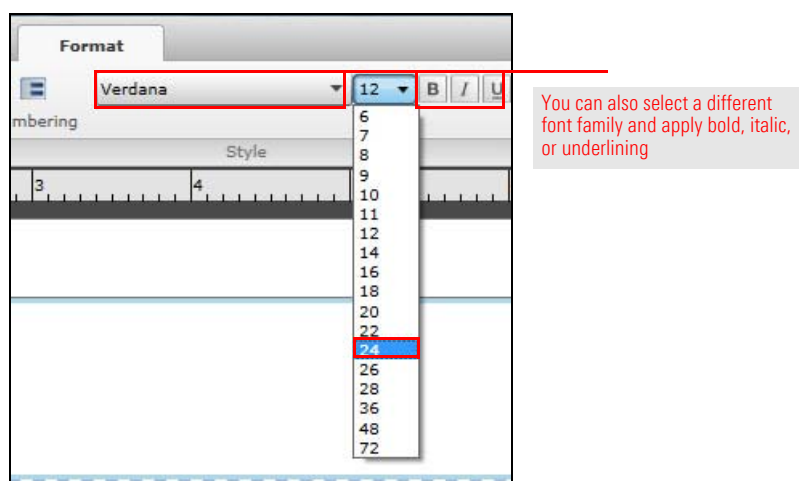 Format
Verdana
12
B I U
mbering
Style
3
4
6
7
8
9
10
11
12
14
16
18
20
22
24
26
28
36
48
72
You can also select a different
font family and apply bold, italic,
or underlining